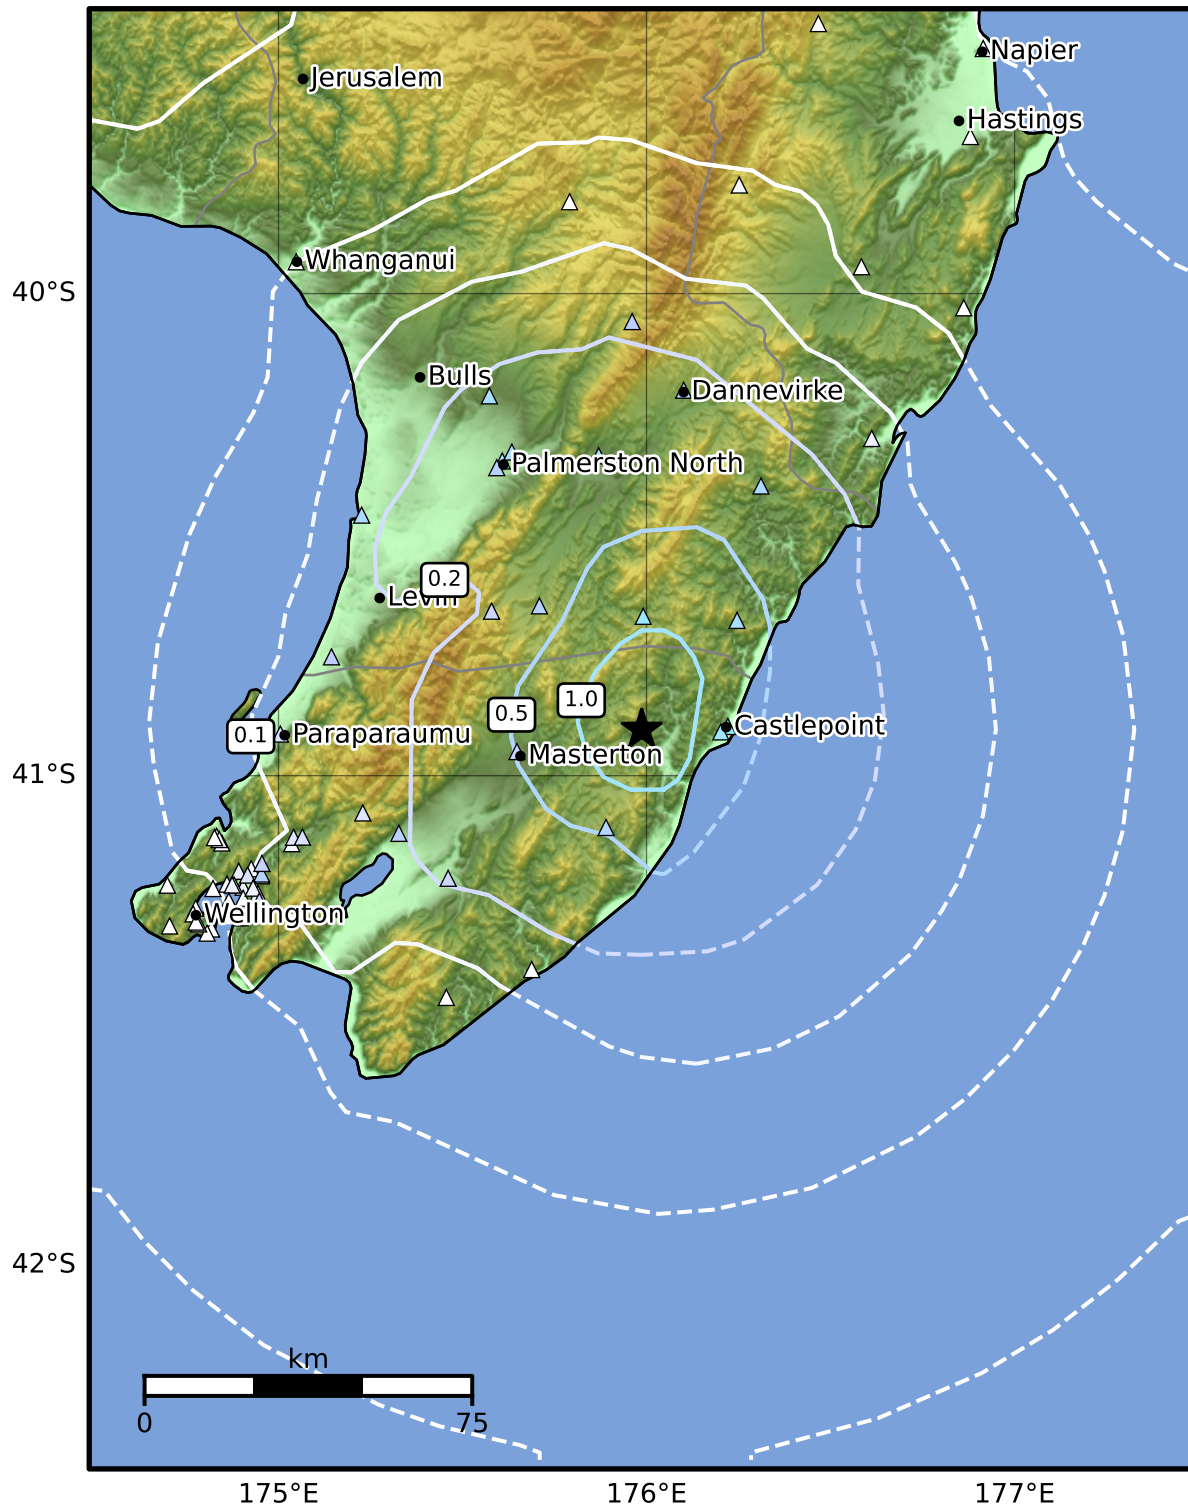 Napier
Jerusalem
Hastings
Whanganui
40°S
Bulls
Dannevirke
Palmerston North
0.2
Levin
1.0
0.5
Castlepoint
0.1
Paraparaumu
Masterton
41°S
Wellington
42°S
km
0
75
175°E
176°E
177°E